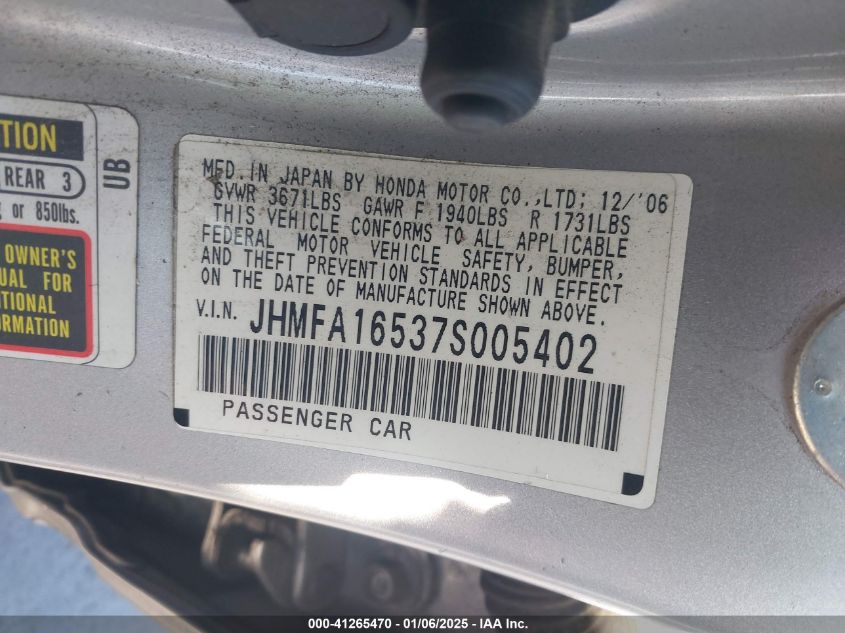 TION
REAR 3
or 850lbs.
OWNER'S
UAL FOR
ITIONAL
FORMATION
UB
MFD. IN JAPAN BY HONDA MOTOR CO.,LTD; 12/'06
GVWR 3671LBS GAWR F 1940LBS R 1731LBS
THIS VEHICLE CONFORMS TO ALL APPLICABLE
FEDERAL MOTOR VEHICLE SAFETY, BUMPER,
AND THEFT PREVENTION STANDARDS IN EFFECT
ON THE DATE OF MANUFACTURE SHOWN ABOVE.
V.I.N. JHMFA16537S005402
PASSENGER CAR
000-41265470 - 01/06/2025 - IAA Inc.